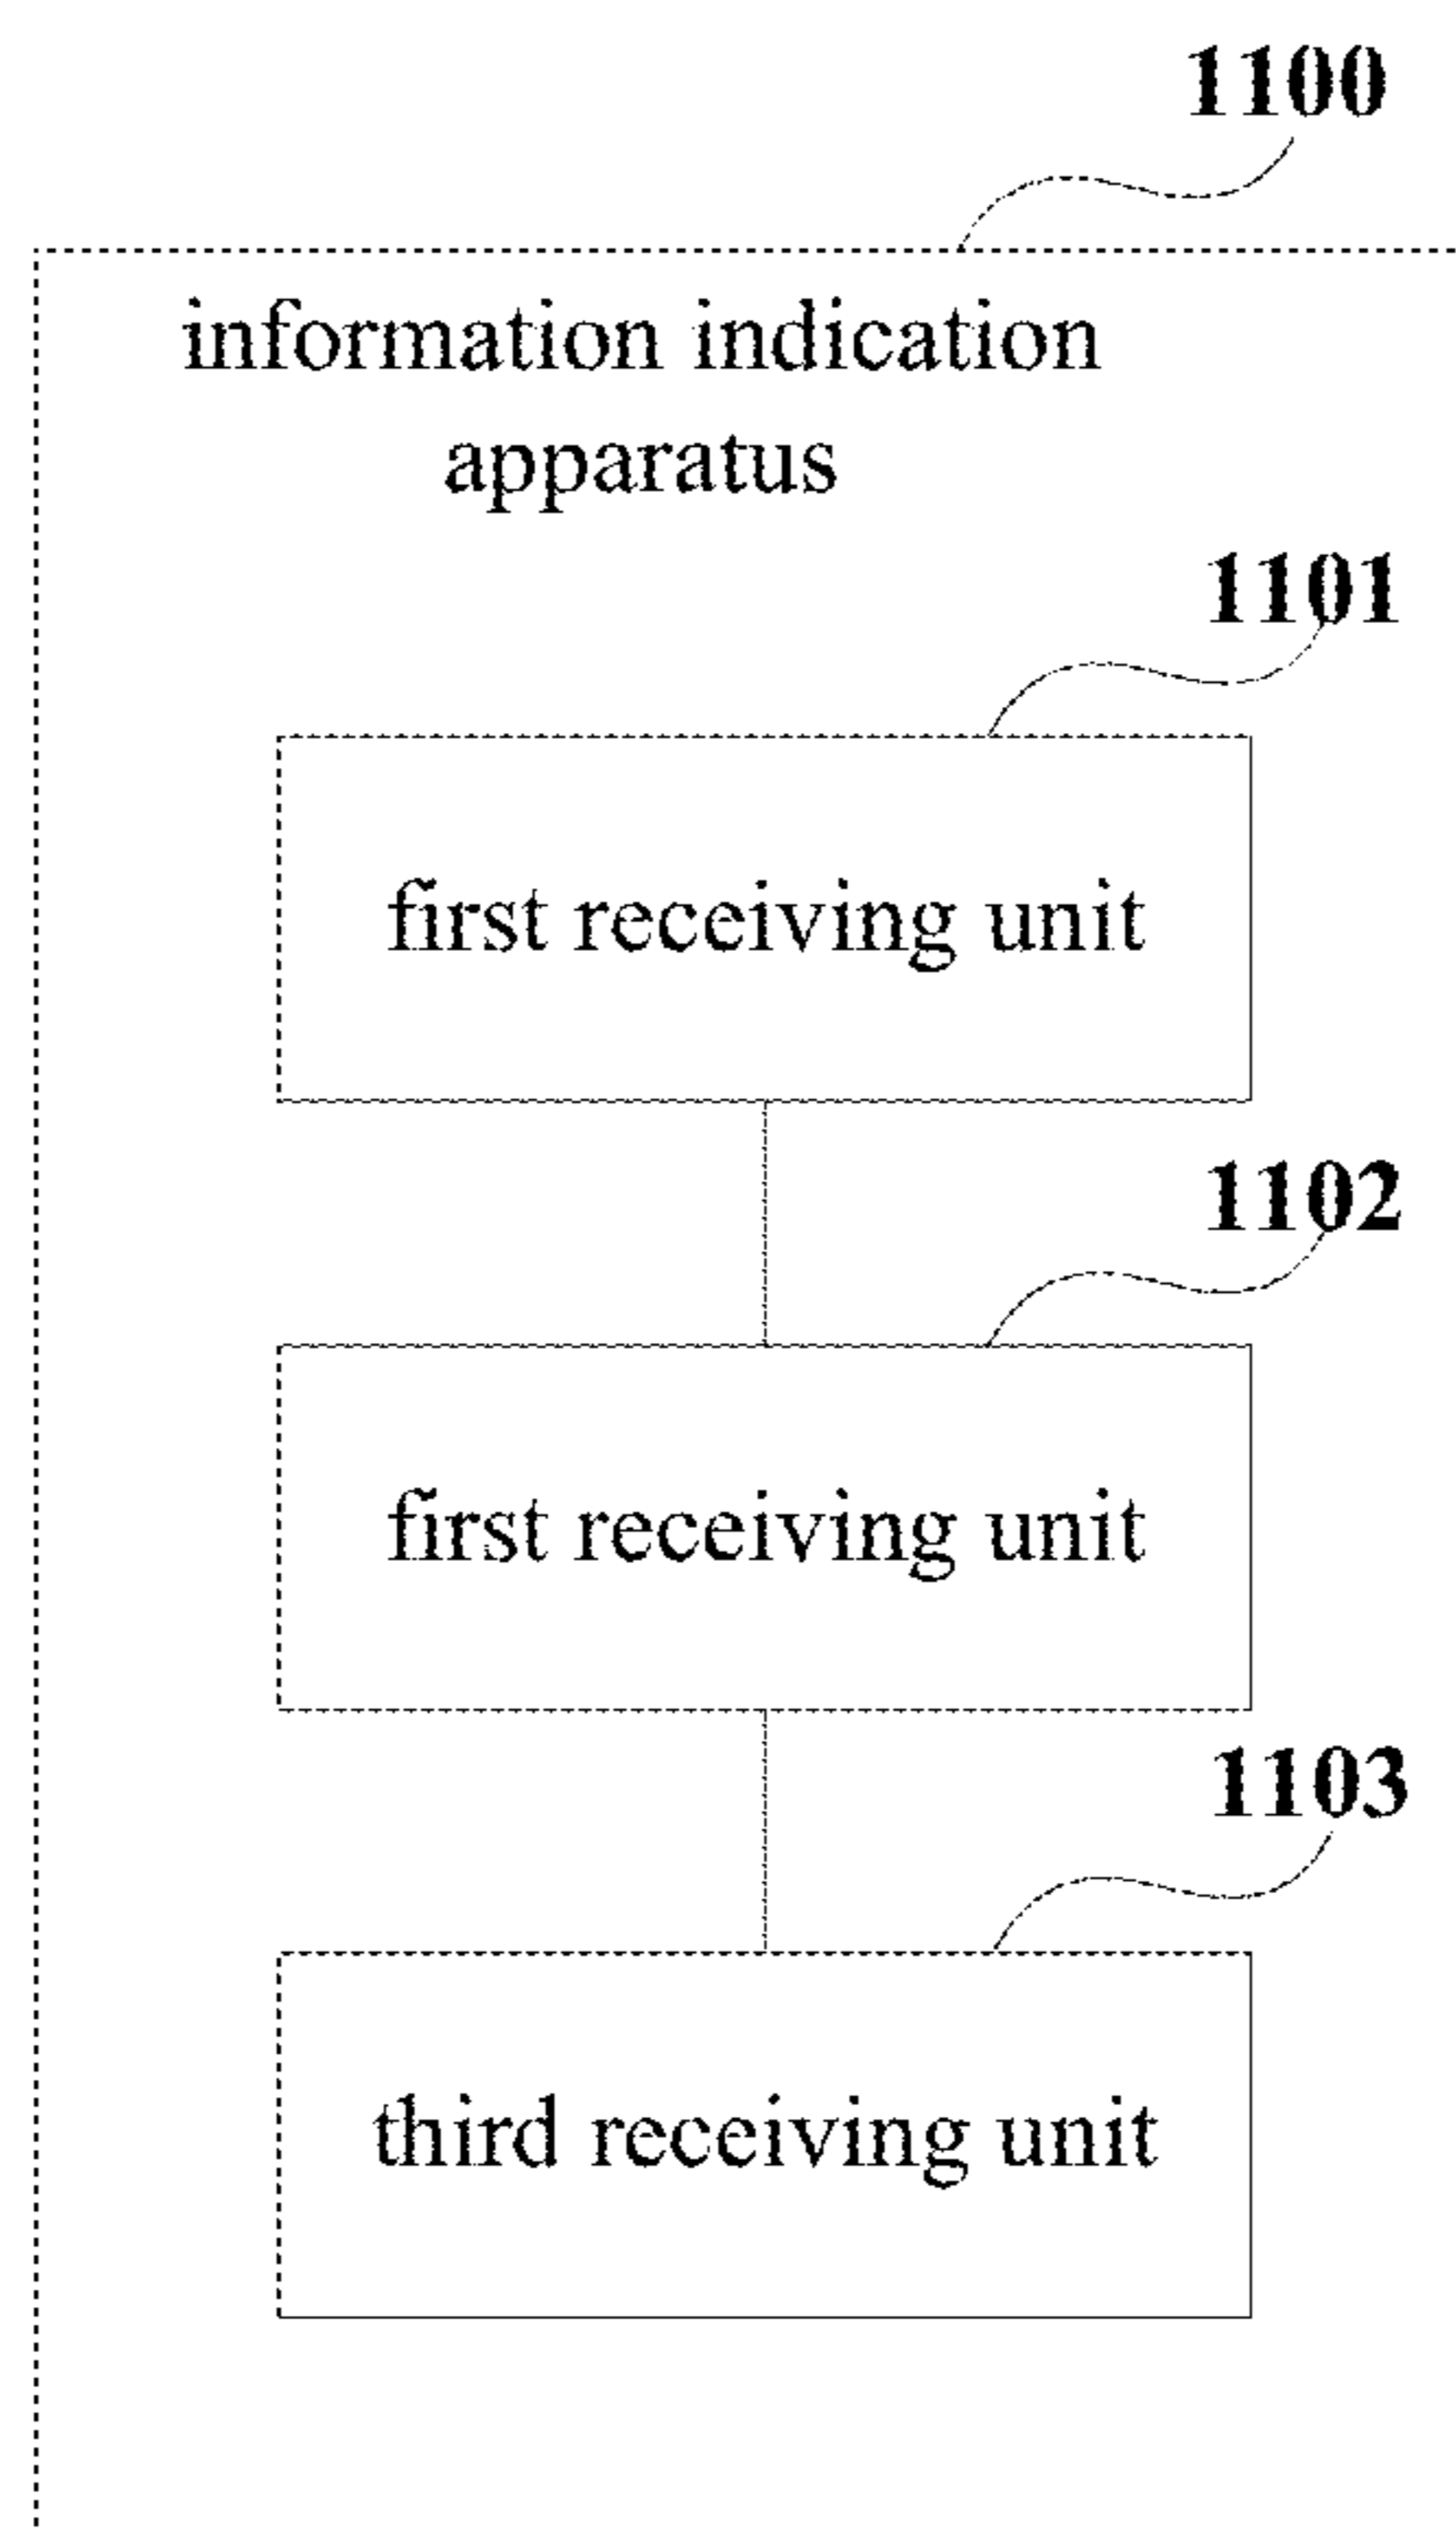 1100
information indication
apparatus
1101
first receiving unit
1102
first receiving unit
1103
third receiving unit